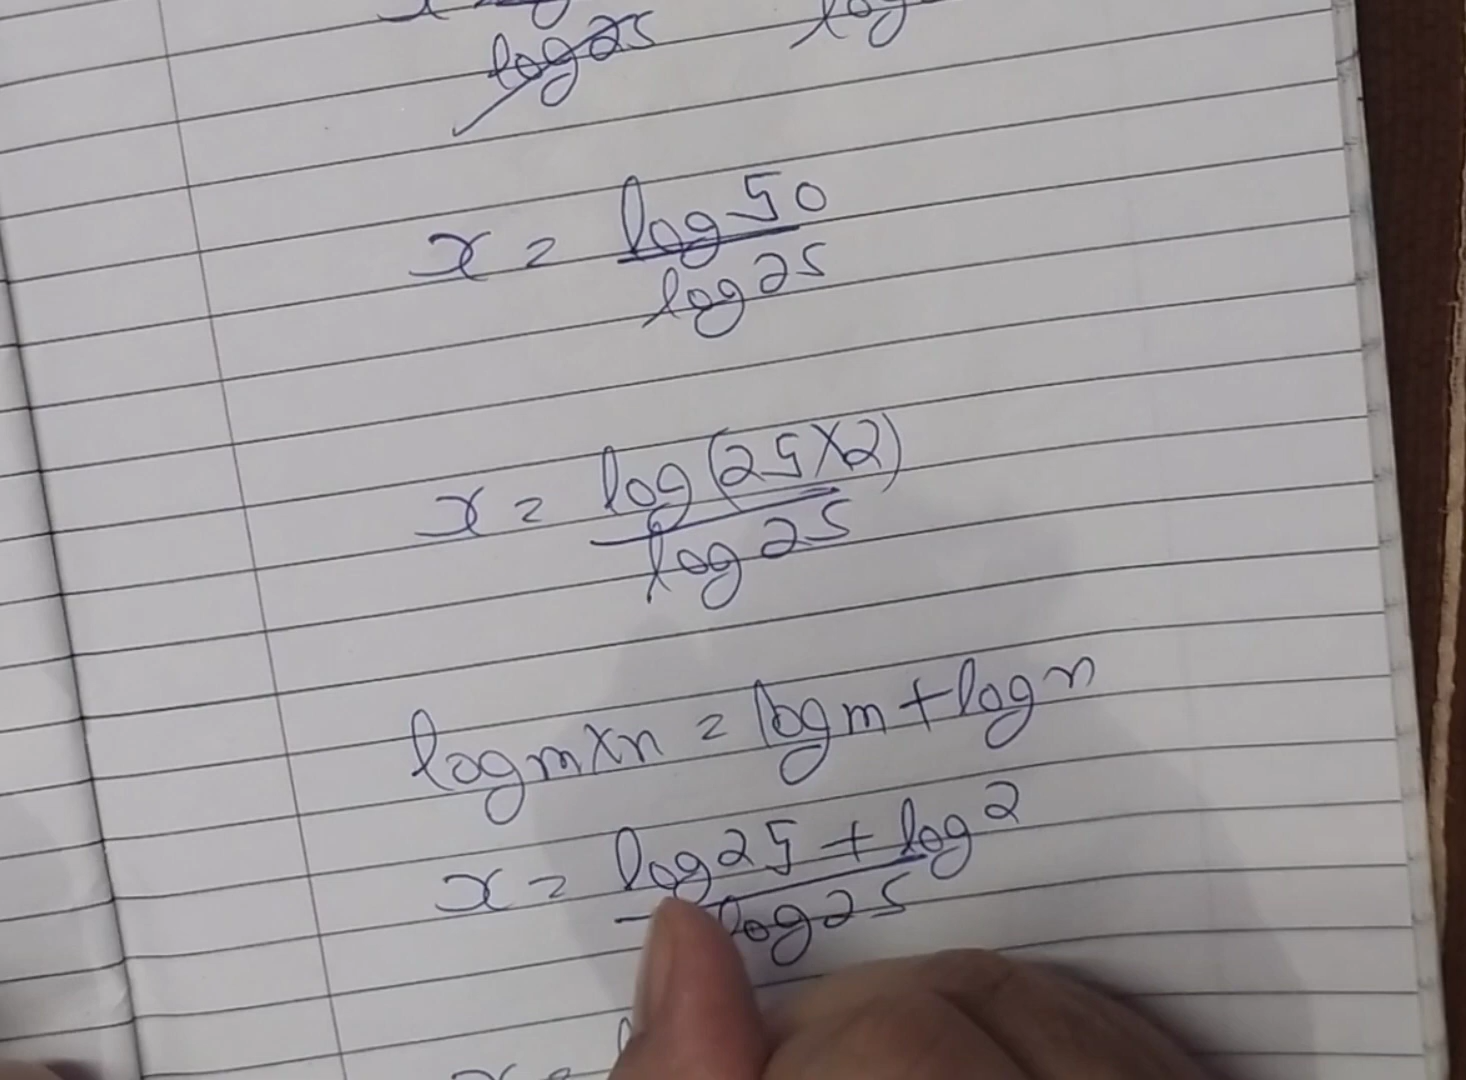 x
log 25 log
x = log 50
log 25
x = log (25×2)
log 25
log m×n = log m + log n
x = log 25 + log 2
log 25
x =